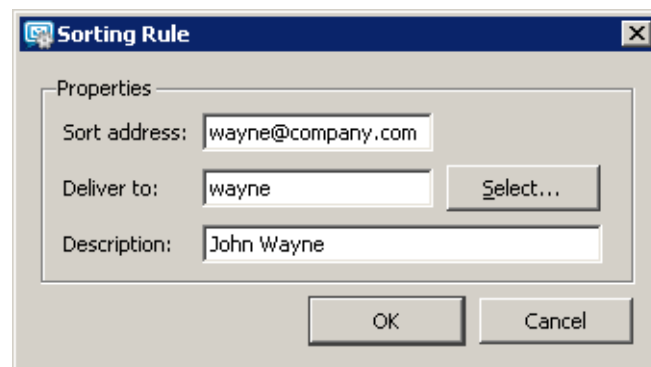 Sorting Rule
Properties
Sort address: wayne@company.com
Deliver to: wayne Select...
Description: John Wayne
OK Cancel